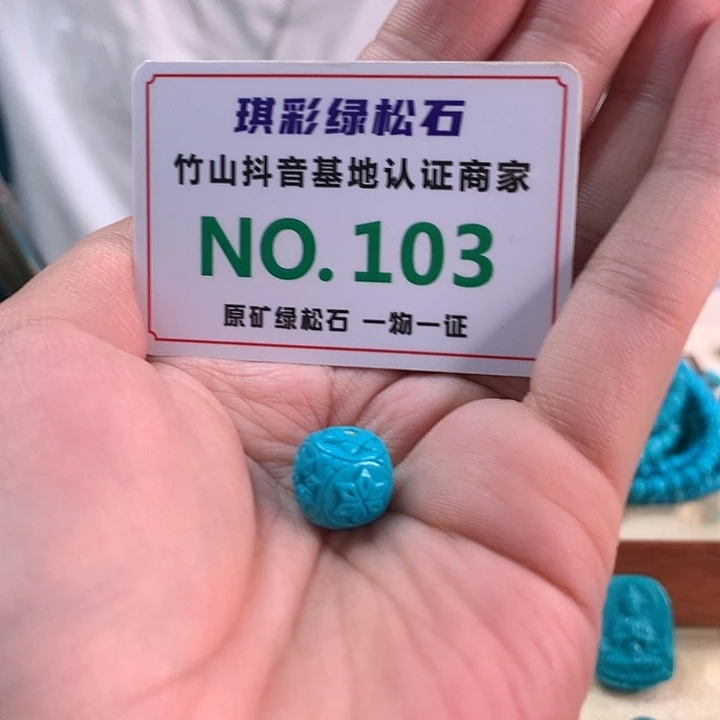 琪彩绿松石
竹山抖音基地认证商家
NO.103
原矿绿松石 一物一证